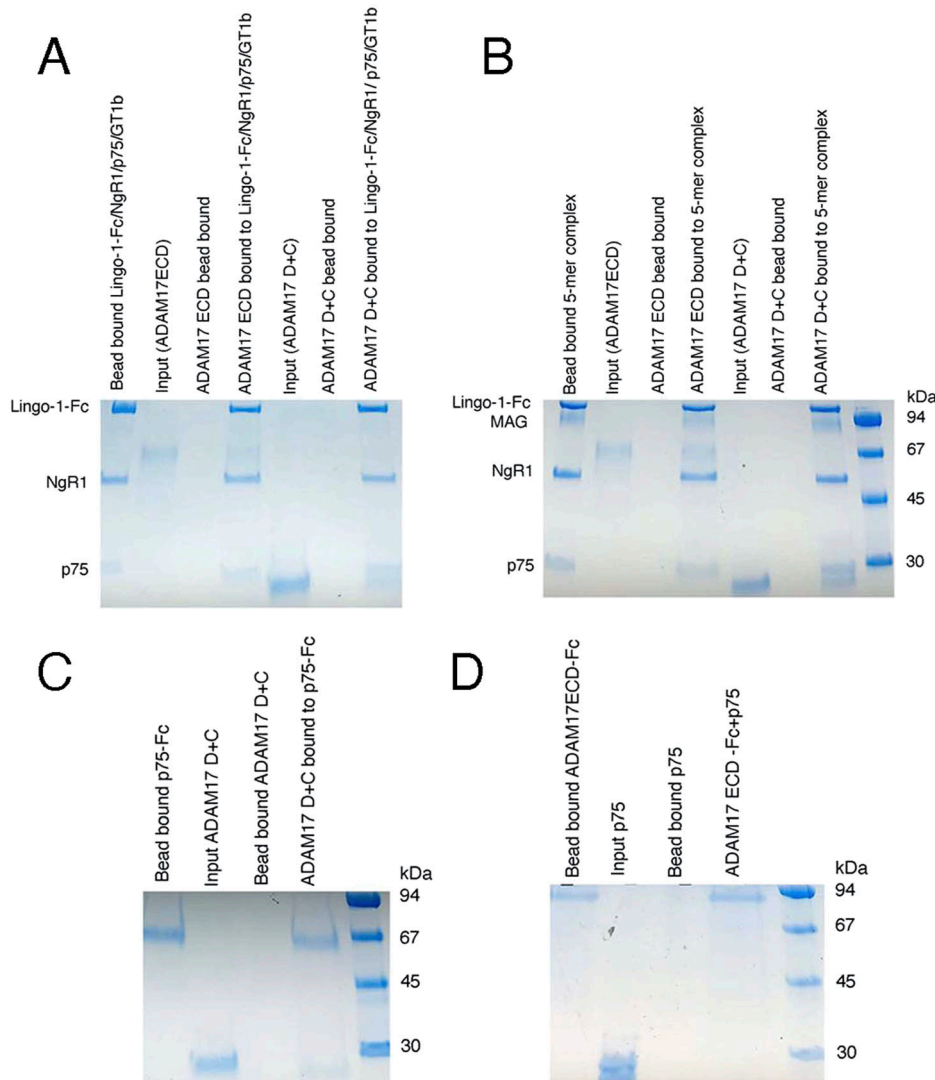 A
Bead bound Lingo-1-Fc/NgR1/p75/GT1b
Input (ADAM17ECD)
ADAM17 ECD bead bound
ADAM17 ECD bound to Lingo-1-Fc/NgR1/p75/GT1b
Input (ADAM17 D+C)
ADAM17 D+C bead bound
ADAM17 D+C bound to Lingo-1-Fc/NgR1/ p75/GT1b
Lingo-1-Fc
NgR1
p75
B
Bead bound 5-mer complex
Input (ADAM17ECD)
ADAM17 ECD bead bound
ADAM17 ECD bound to 5-mer complex
Input (ADAM17 D+C)
ADAM17 D+C bead bound
ADAM17 D+C bound to 5-mer complex
Lingo-1-Fc
MAG
NgR1
p75
kDa
94
67
45
30
C
Bead bound p75-Fc
Input ADAM17 D+C
Bead bound ADAM17 D+C
ADAM17 D+C bound to p75-Fc
kDa
94
67
45
30
D
Bead bound ADAM17ECD-Fc
Input p75
Bead bound p75
ADAM17 ECD -Fc+p75
kDa
94
67
45
30